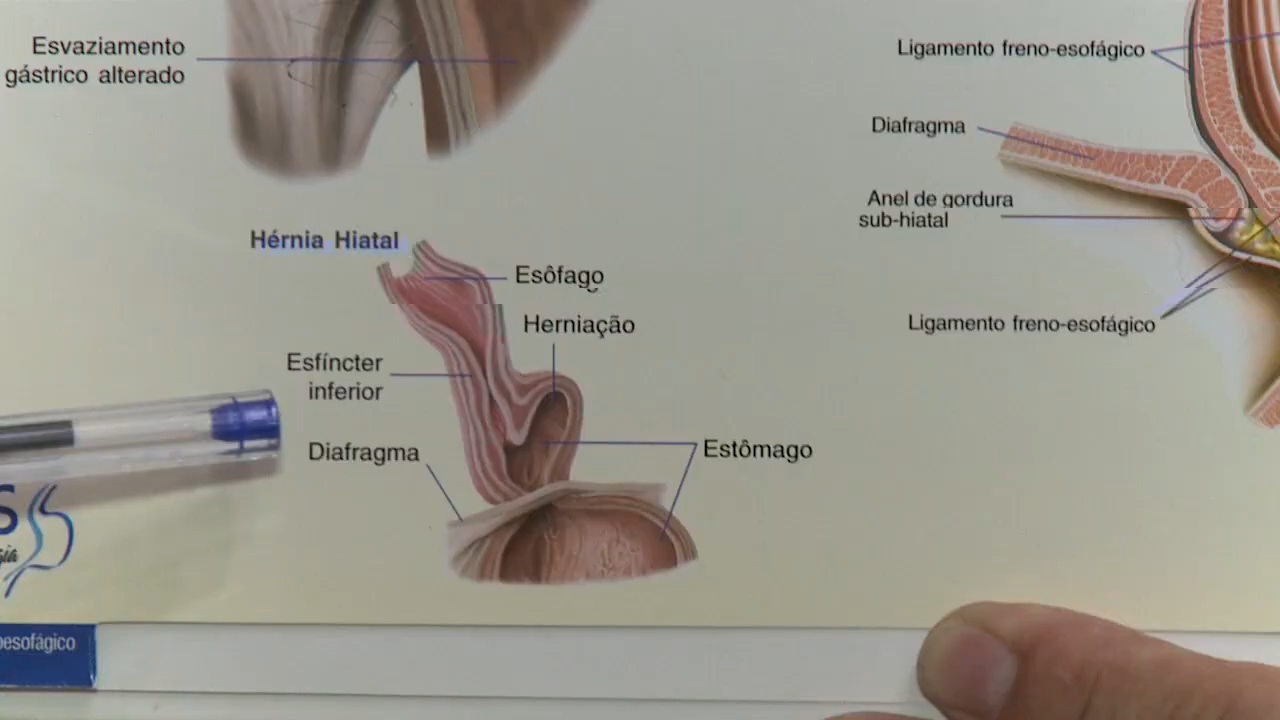 Esvaziamento
gástrico alterado
Ligamento freno-esofágico
Diafragma
Anel de gordura
sub-hiatal
Ligamento freno-esofágico
Hérnia Hiatal
Esôfago
Herniação
Esfíncter
inferior
Diafragma
Estômago